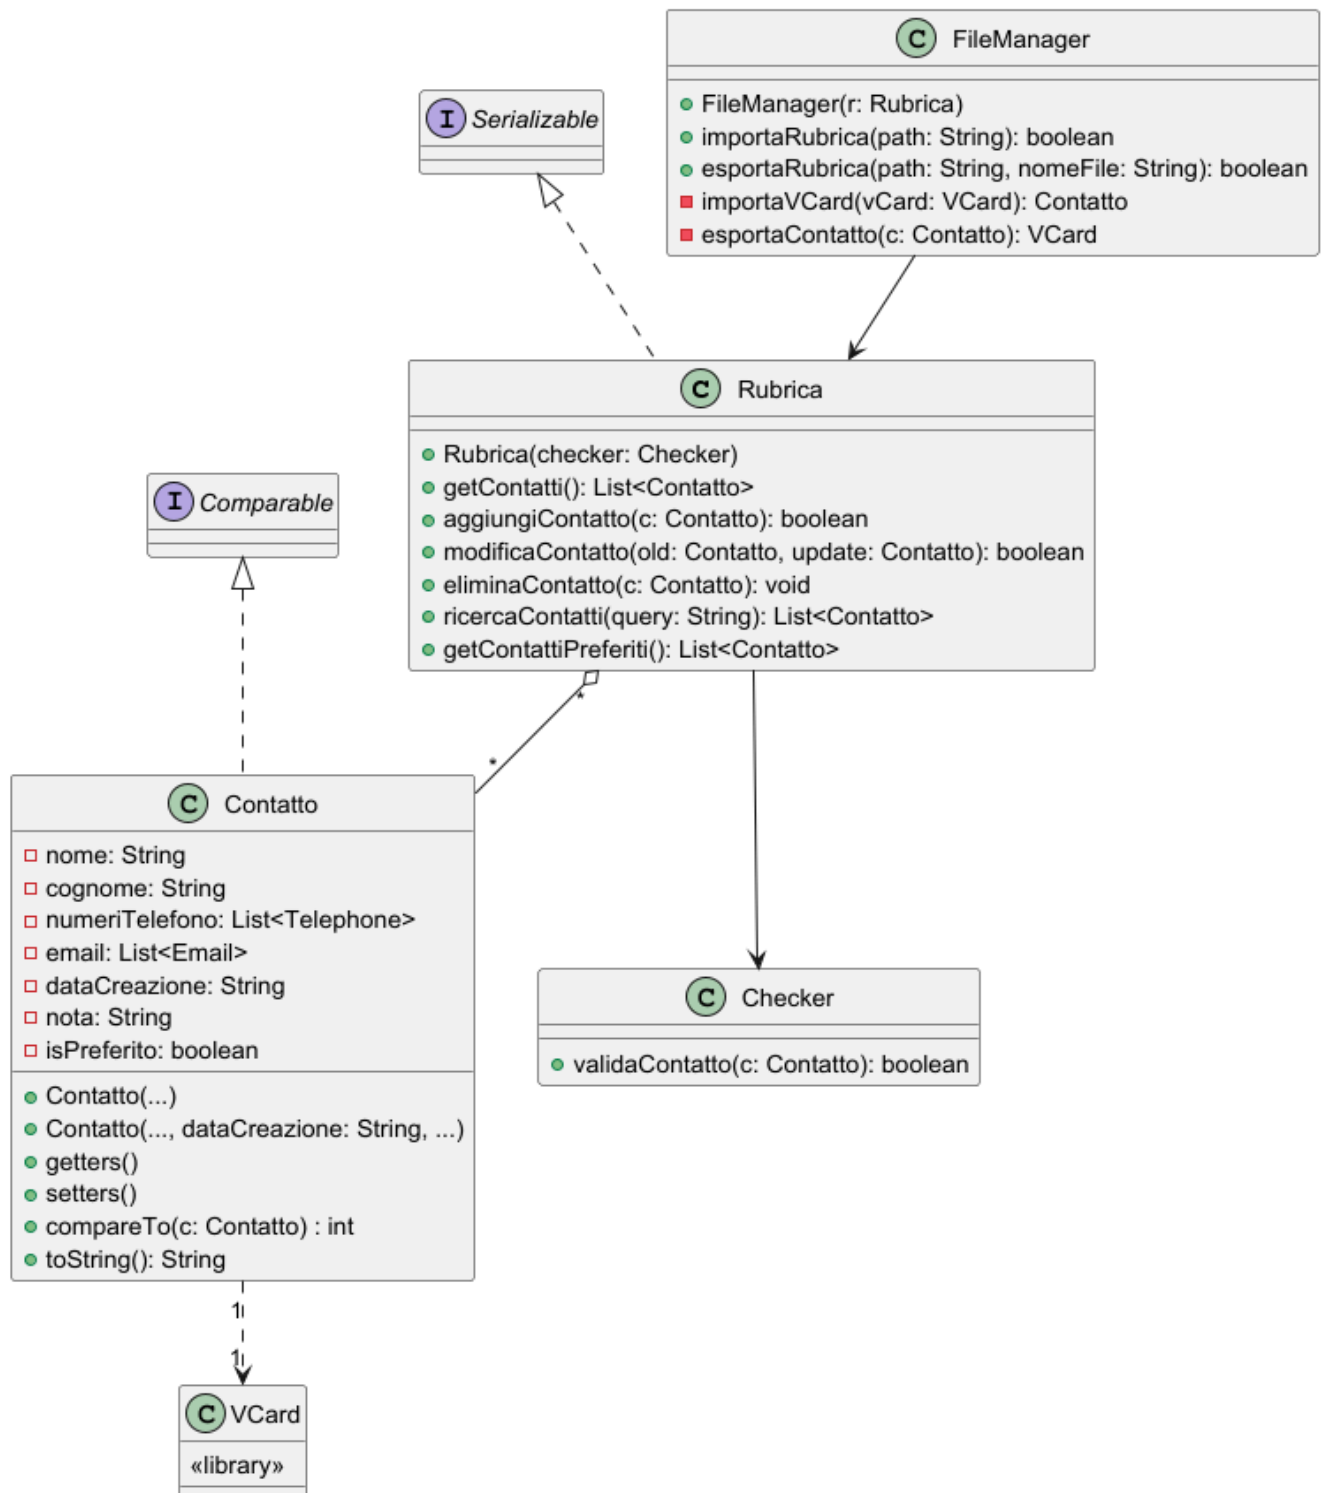 C FileManager
FileManager(r: Rubrica)
importaRubrica(path: String): boolean
esportaRubrica(path: String, nomeFile: String): boolean
importaVCard(vCard: VCard): Contatto
esportaContatto(c: Contatto): VCard
I Serializable
C Rubrica
Rubrica(checker: Checker)
getContatti(): List<Contatto>
aggiungiContatto(c: Contatto): boolean
modificaContatto(old: Contatto, update: Contatto): boolean
eliminaContatto(c: Contatto): void
ricercaContatti(query: String): List<Contatto>
getContattiPreferiti(): List<Contatto>
I Comparable
*
*
C Contatto
nome: String
cognome: String
numeriTelefono: List<Telephone>
email: List<Email>
dataCreazione: String
nota: String
isPreferito: boolean
Contatto(...)
Contatto(..., dataCreazione: String, ...)
getters()
setters()
compareTo(c: Contatto) : int
toString(): String
C Checker
validaContatto(c: Contatto): boolean
1
1
C VCard
«library»